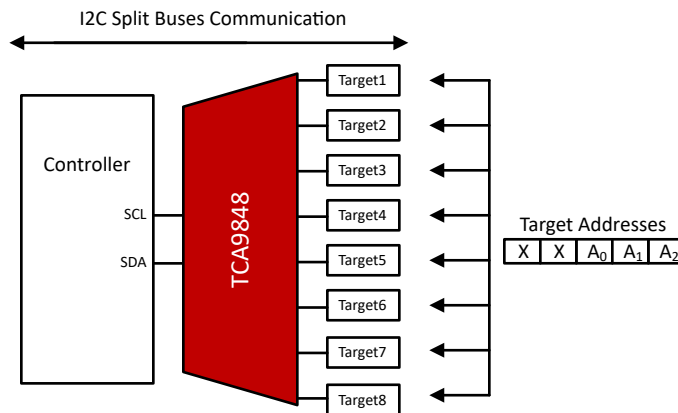 I2C Split Buses Communication
Controller
SCL
SDA
TCA9848
Target1
Target2
Target3
Target4
Target5
Target6
Target7
Target8
Target Addresses
X X A₀ A₁ A₂